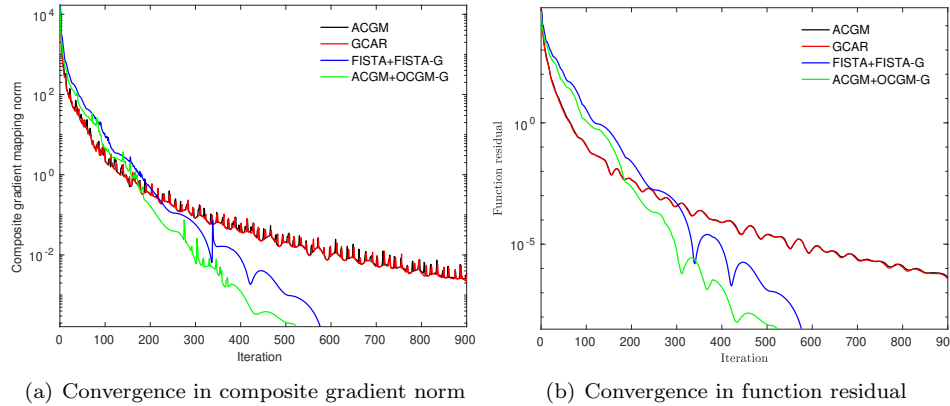 10^4
10^2
10^0
10^-2
Composite gradient mapping norm
ACGM
GCAR
FISTA+FISTA-G
ACGM+OCGM-G
0 100 200 300 400 500 600 700 800 900
Iteration
(a) Convergence in composite gradient norm
10^0
10^-5
Function residual
ACGM
GCAR
FISTA+FISTA-G
ACGM+OCGM-G
0 100 200 300 400 500 600 700 800 90
Iteration
(b) Convergence in function residual